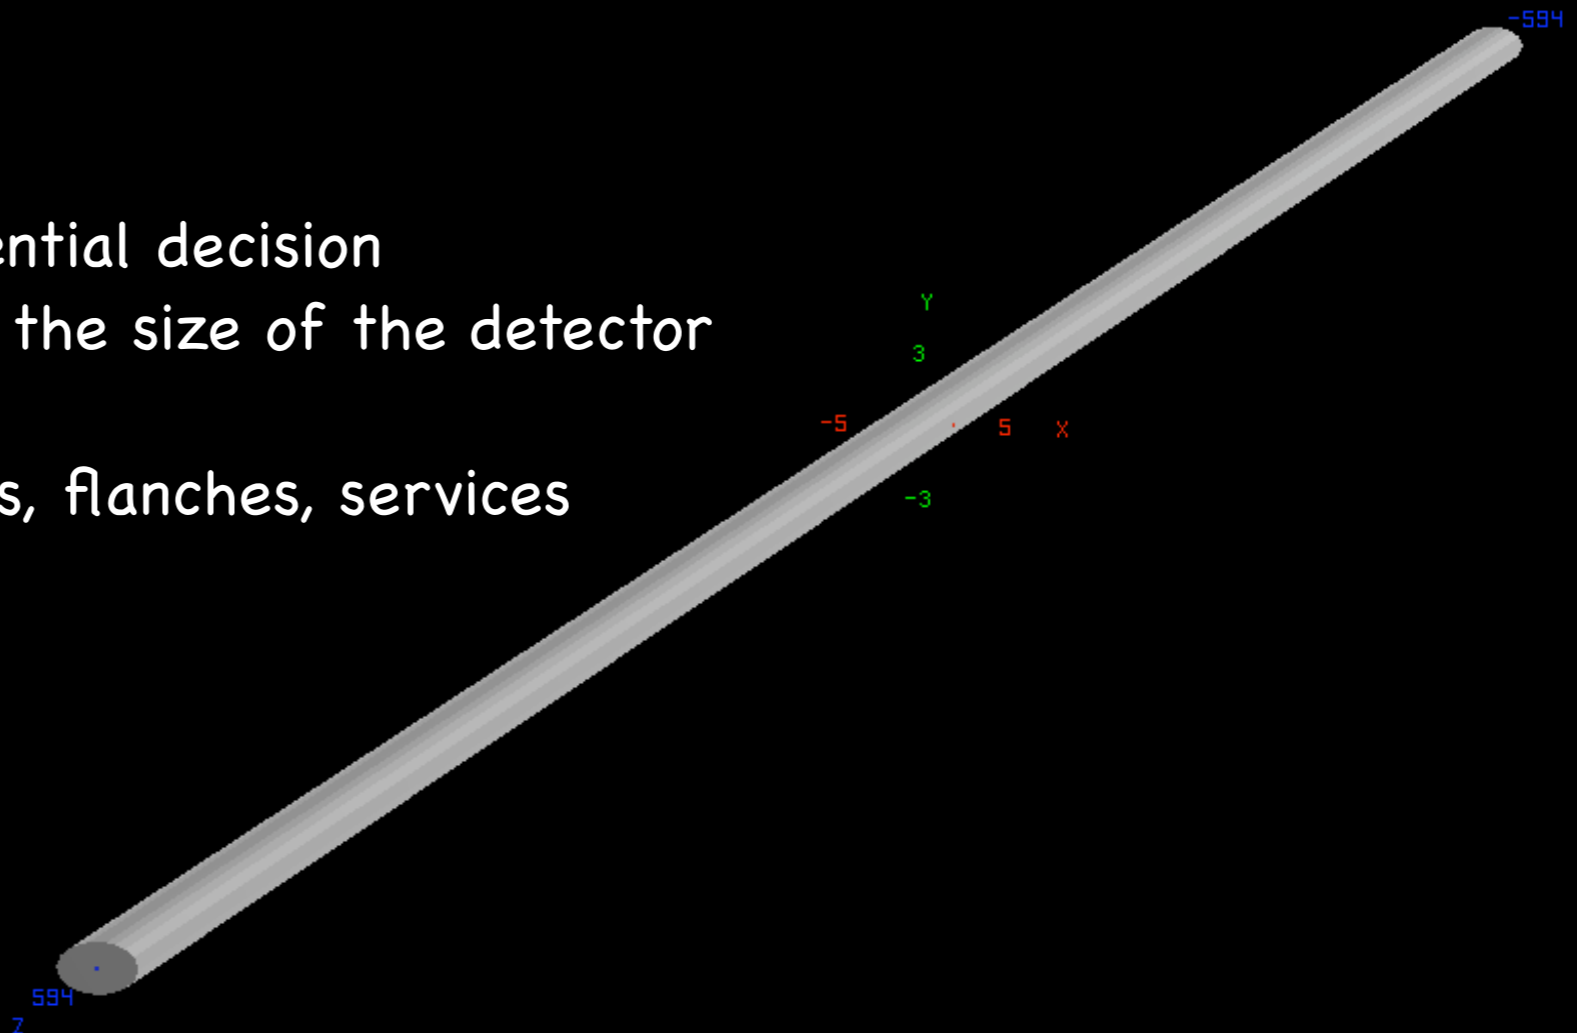 -594
ential decision
the size of the detector
Y
3
-5
5 X
-3
s, flanches, services
594
Z